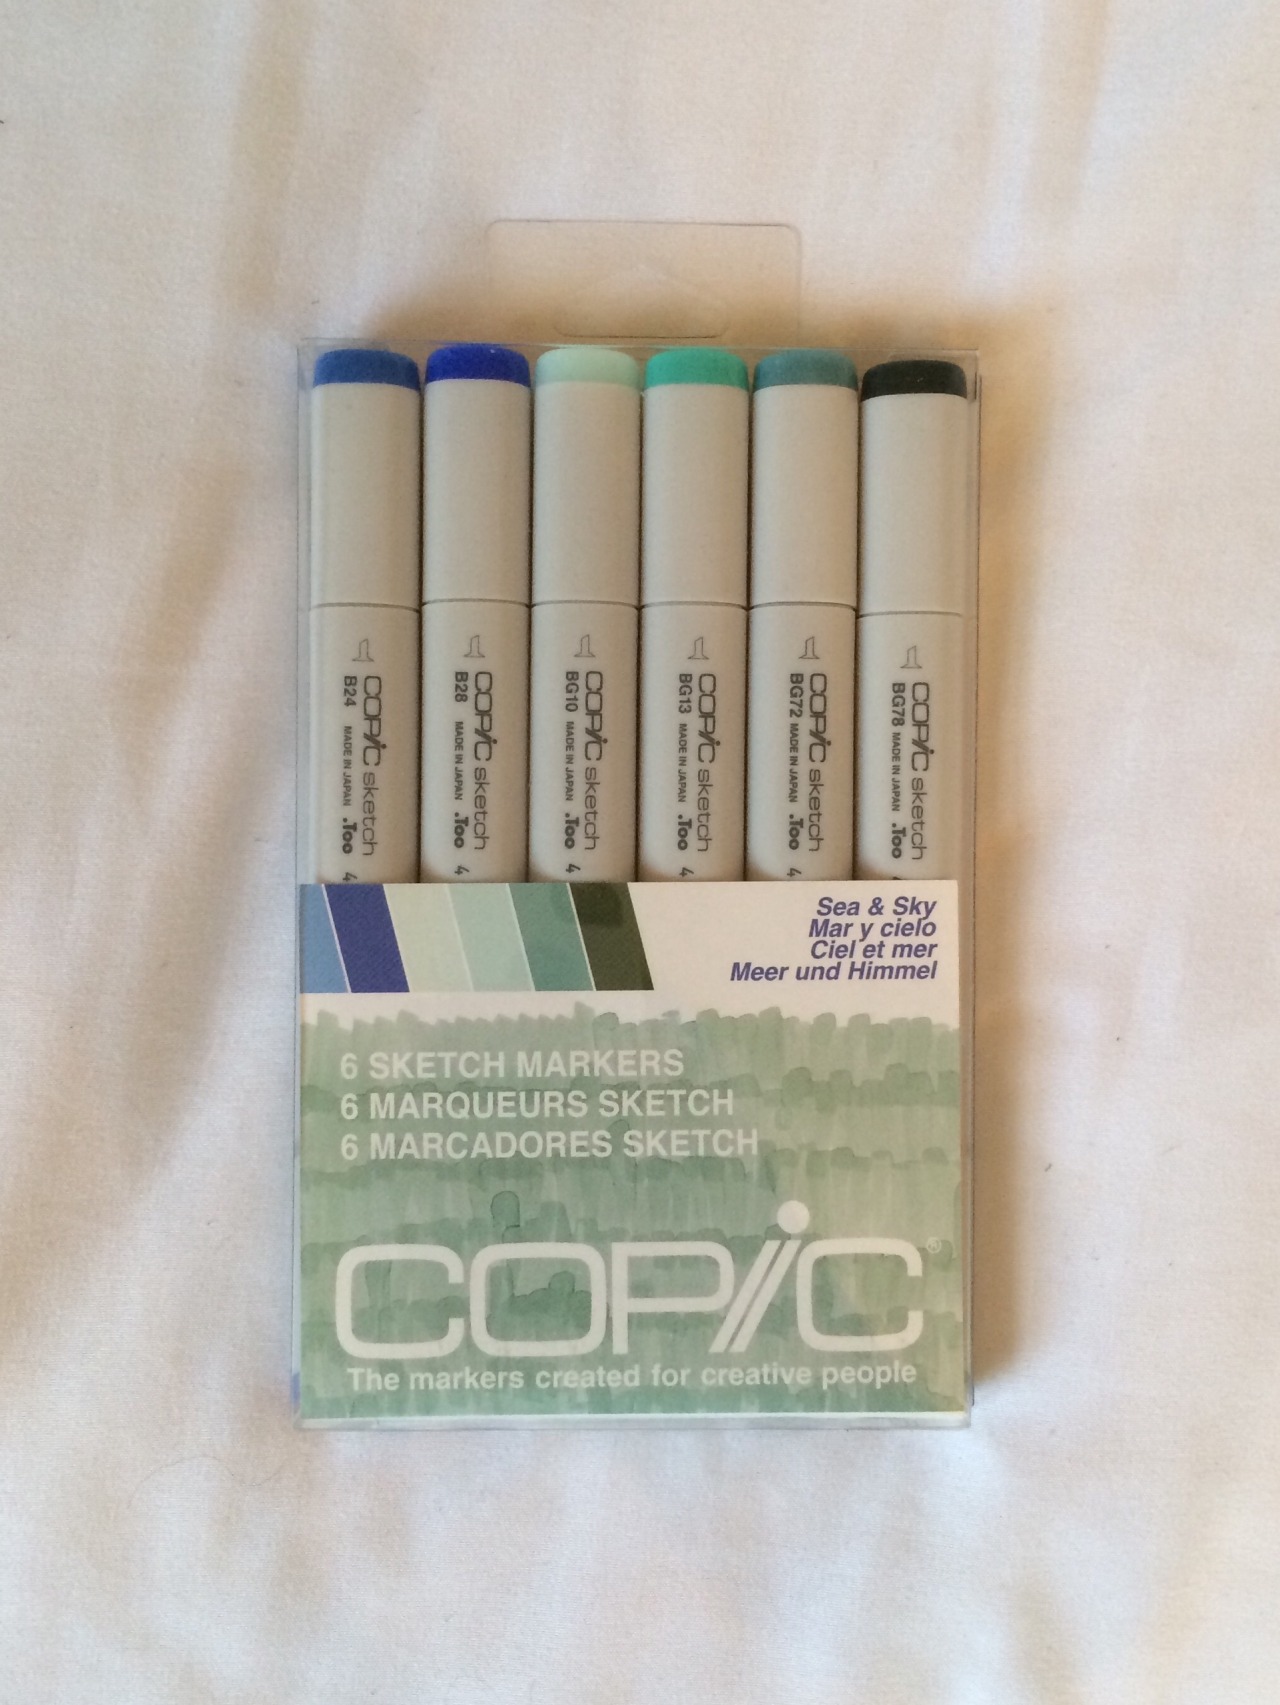 COPiC sketch
B24 MADE IN JAPAN .Too 4
COPiC sketch
B28 MADE IN JAPAN .Too 4
COPiC sketch
BG10 MADE IN JAPAN .Too 4
COPiC sketch
BG13 MADE IN JAPAN .Too 4
COPiC sketch
BG72 MADE IN JAPAN .Too 4
COPiC sketch
BG78 MADE IN JAPAN .Too
Sea & Sky
Mar y cielo
Ciel et mer
Meer und Himmel
6 SKETCH MARKERS
6 MARQUEURS SKETCH
6 MARCADORES SKETCH
COPiC®
The markers created for creative people